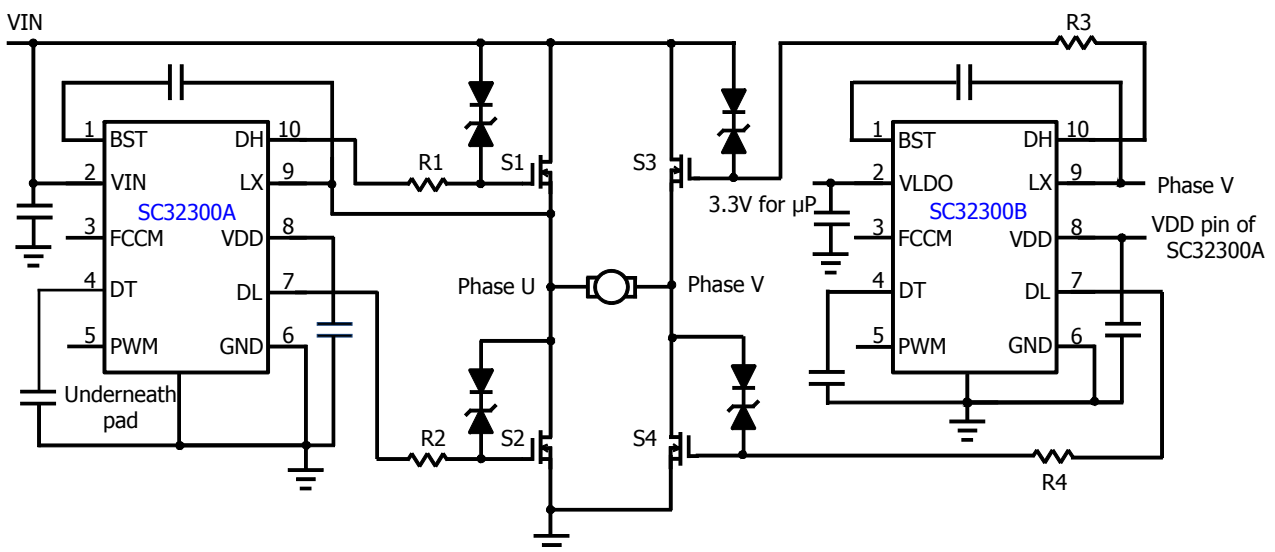 VIN
R3
1 BST DH 10
2 VIN LX 9
SC32300A
3 FCCM VDD 8
4 DT DL 7
5 PWM GND 6
Underneath
pad
R1
S1
R2
S2
Phase U
Phase V
S3
S4
3.3V for µP
1 BST DH 10
2 VLDO LX 9
SC32300B
3 FCCM VDD 8
4 DT DL 7
5 PWM GND 6
Phase V
VDD pin of
SC32300A
R4